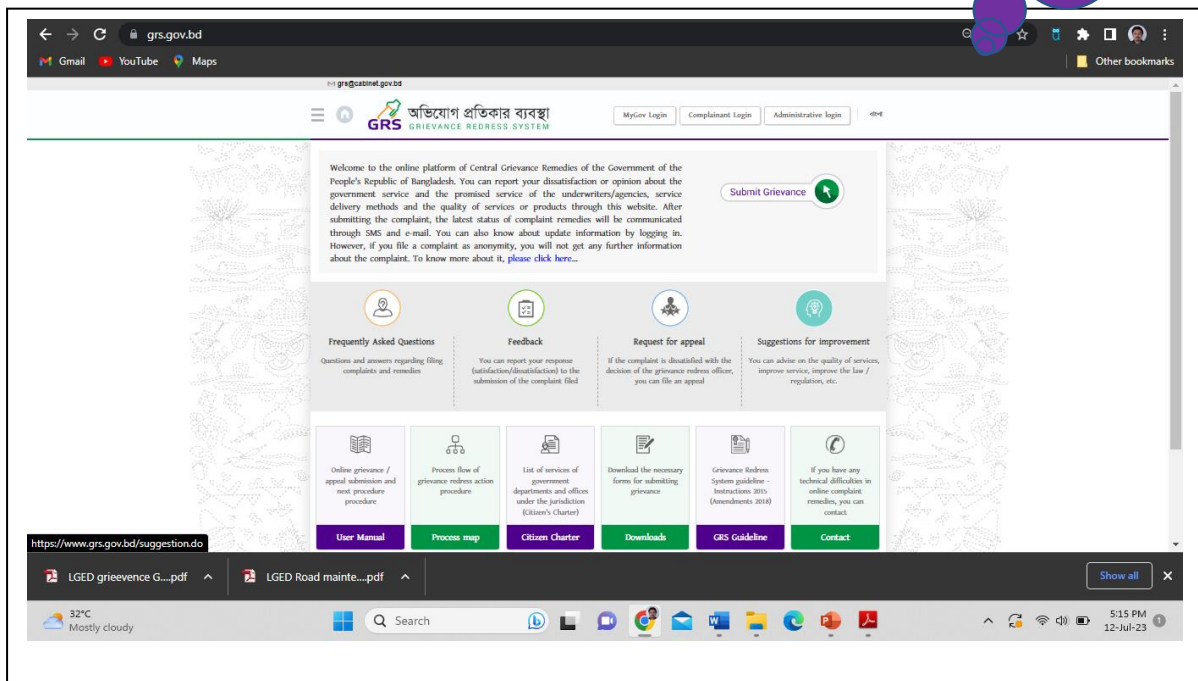 grs.gov.bd
Gmail YouTube Maps Other bookmarks
grs@cabinet.gov.bd
GRS অভিযোগ প্রতিকার ব্যবস্থা
GRIEVANCE REDRESS SYSTEM
MyGov Login Complainant Login Administrative login বাংলা
Welcome to the online platform of Central Grievance Remedies of the Government of the
People's Republic of Bangladesh. You can report your dissatisfaction or opinion about the
government service and the promised service of the underwriters/agencies, service
delivery methods and the quality of services or products through this website. After
submitting the complaint, the latest status of complaint remedies will be communicated
through SMS and e-mail. You can also know about update information by logging in.
However, if you file a complaint as anonymity, you will not get any further information
about the complaint. To know more about it, please click here...
Submit Grievance
Frequently Asked Questions
Questions and answers regarding filing
complaints and remedies
Feedback
You can report your response
(satisfaction/dissatisfaction) to the
submission of the complaint filed
Request for appeal
If the complaint is dissatisfied with the
decision of the grievance redress officer,
you can file an appeal
Suggestions for improvement
You can advise on the quality of services,
improve service, improve the law /
regulation, etc.
Online grievance /
appeal submission and
next procedure
procedure
User Manual
Process flow of
grievance redress action
procedure
Process map
List of services of
government
departments and offices
under the jurisdiction
(Citizen's Charter)
Citizen Charter
Download the necessary
forms for submitting
grievance
Downloads
Grievance Redress
System guideline -
Instructions 2015
(Amendments 2018)
GRS Guideline
If you have any
technical difficulties in
online complaint
remedies, you can
contact
Contact
https://www.grs.gov.bd/suggestion.do
LGED grieevence G....pdf LGED Road mainte....pdf Show all
32°C
Mostly cloudy
Search
5:15 PM
12-Jul-23